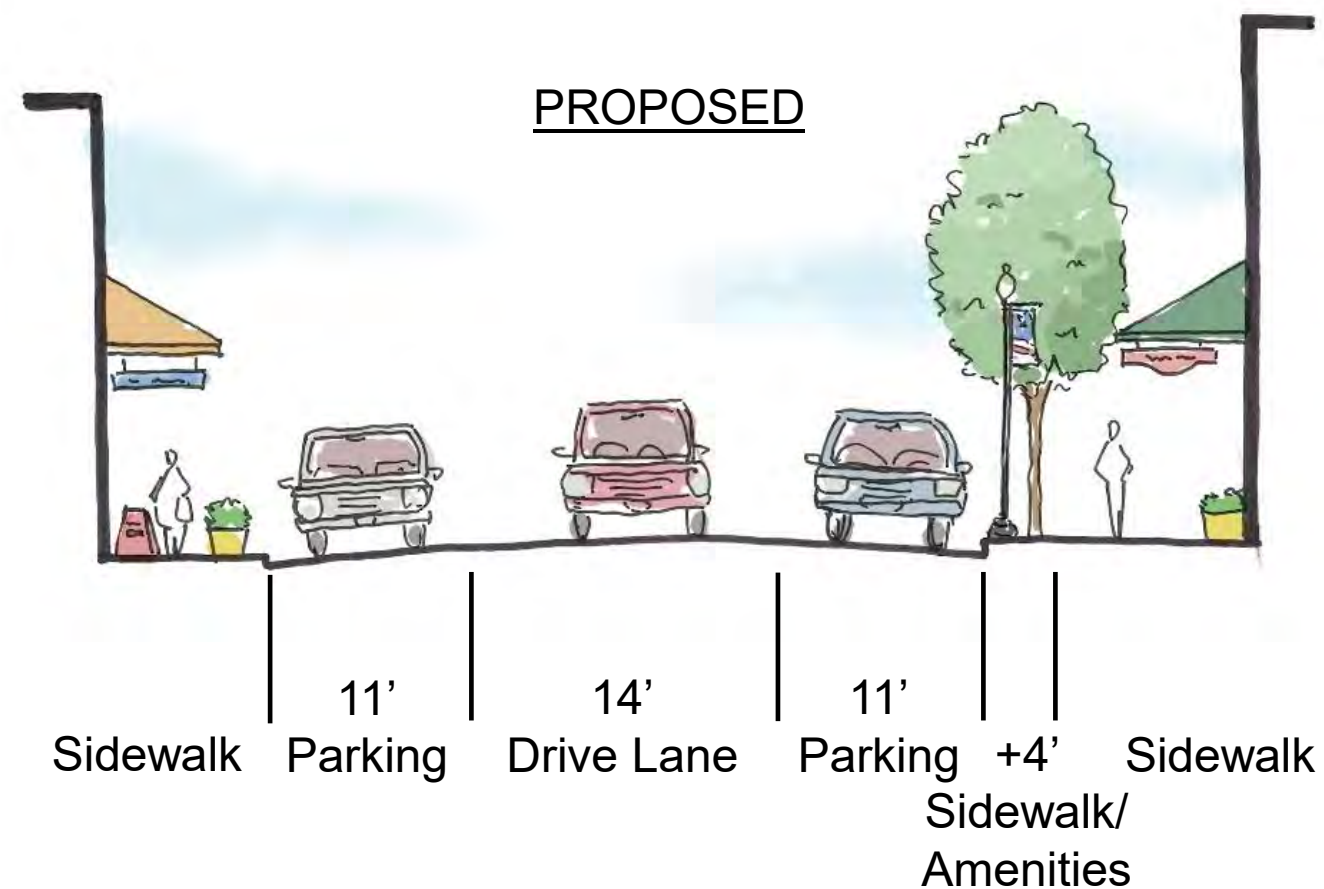 PROPOSED
11’ 14’ 11’
Sidewalk Parking Drive Lane Parking +4’ Sidewalk
Sidewalk/
Amenities